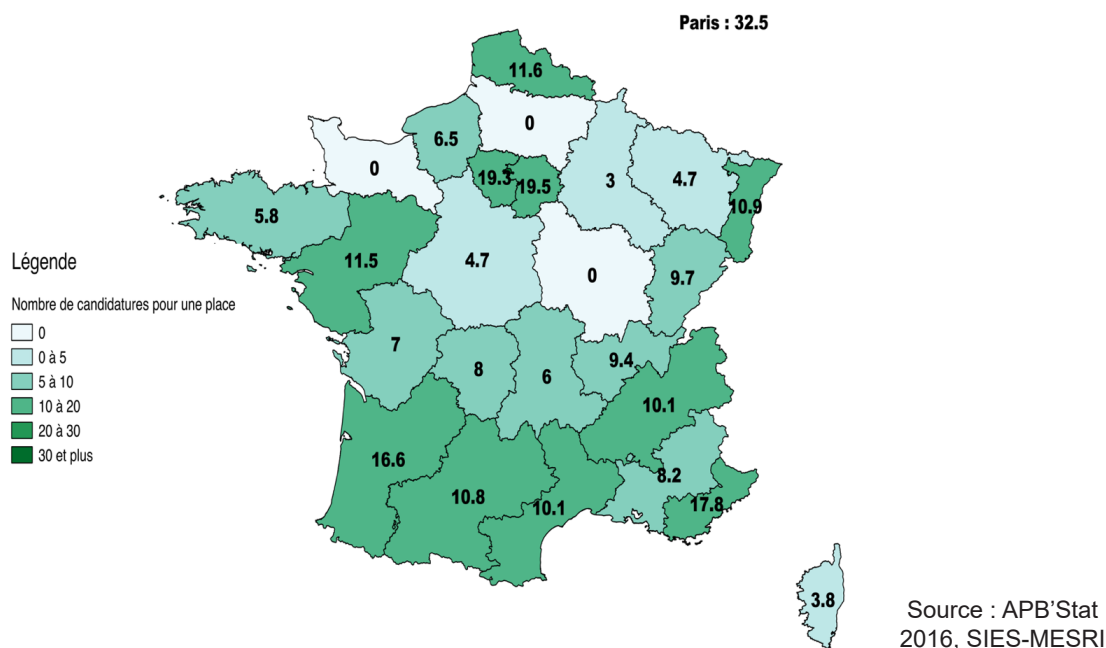 Paris : 32.5
11.6
0
6.5
0
19.3
19.5
3
4.7
10.9
5.8
11.5
4.7
0
9.7
7
8
6
9.4
10.1
16.6
10.8
10.1
8.2
17.8
3.8
Légende
Nombre de candidatures pour une place
0
0 à 5
5 à 10
10 à 20
20 à 30
30 et plus
Source : APB'Stat
2016, SIES-MESRI